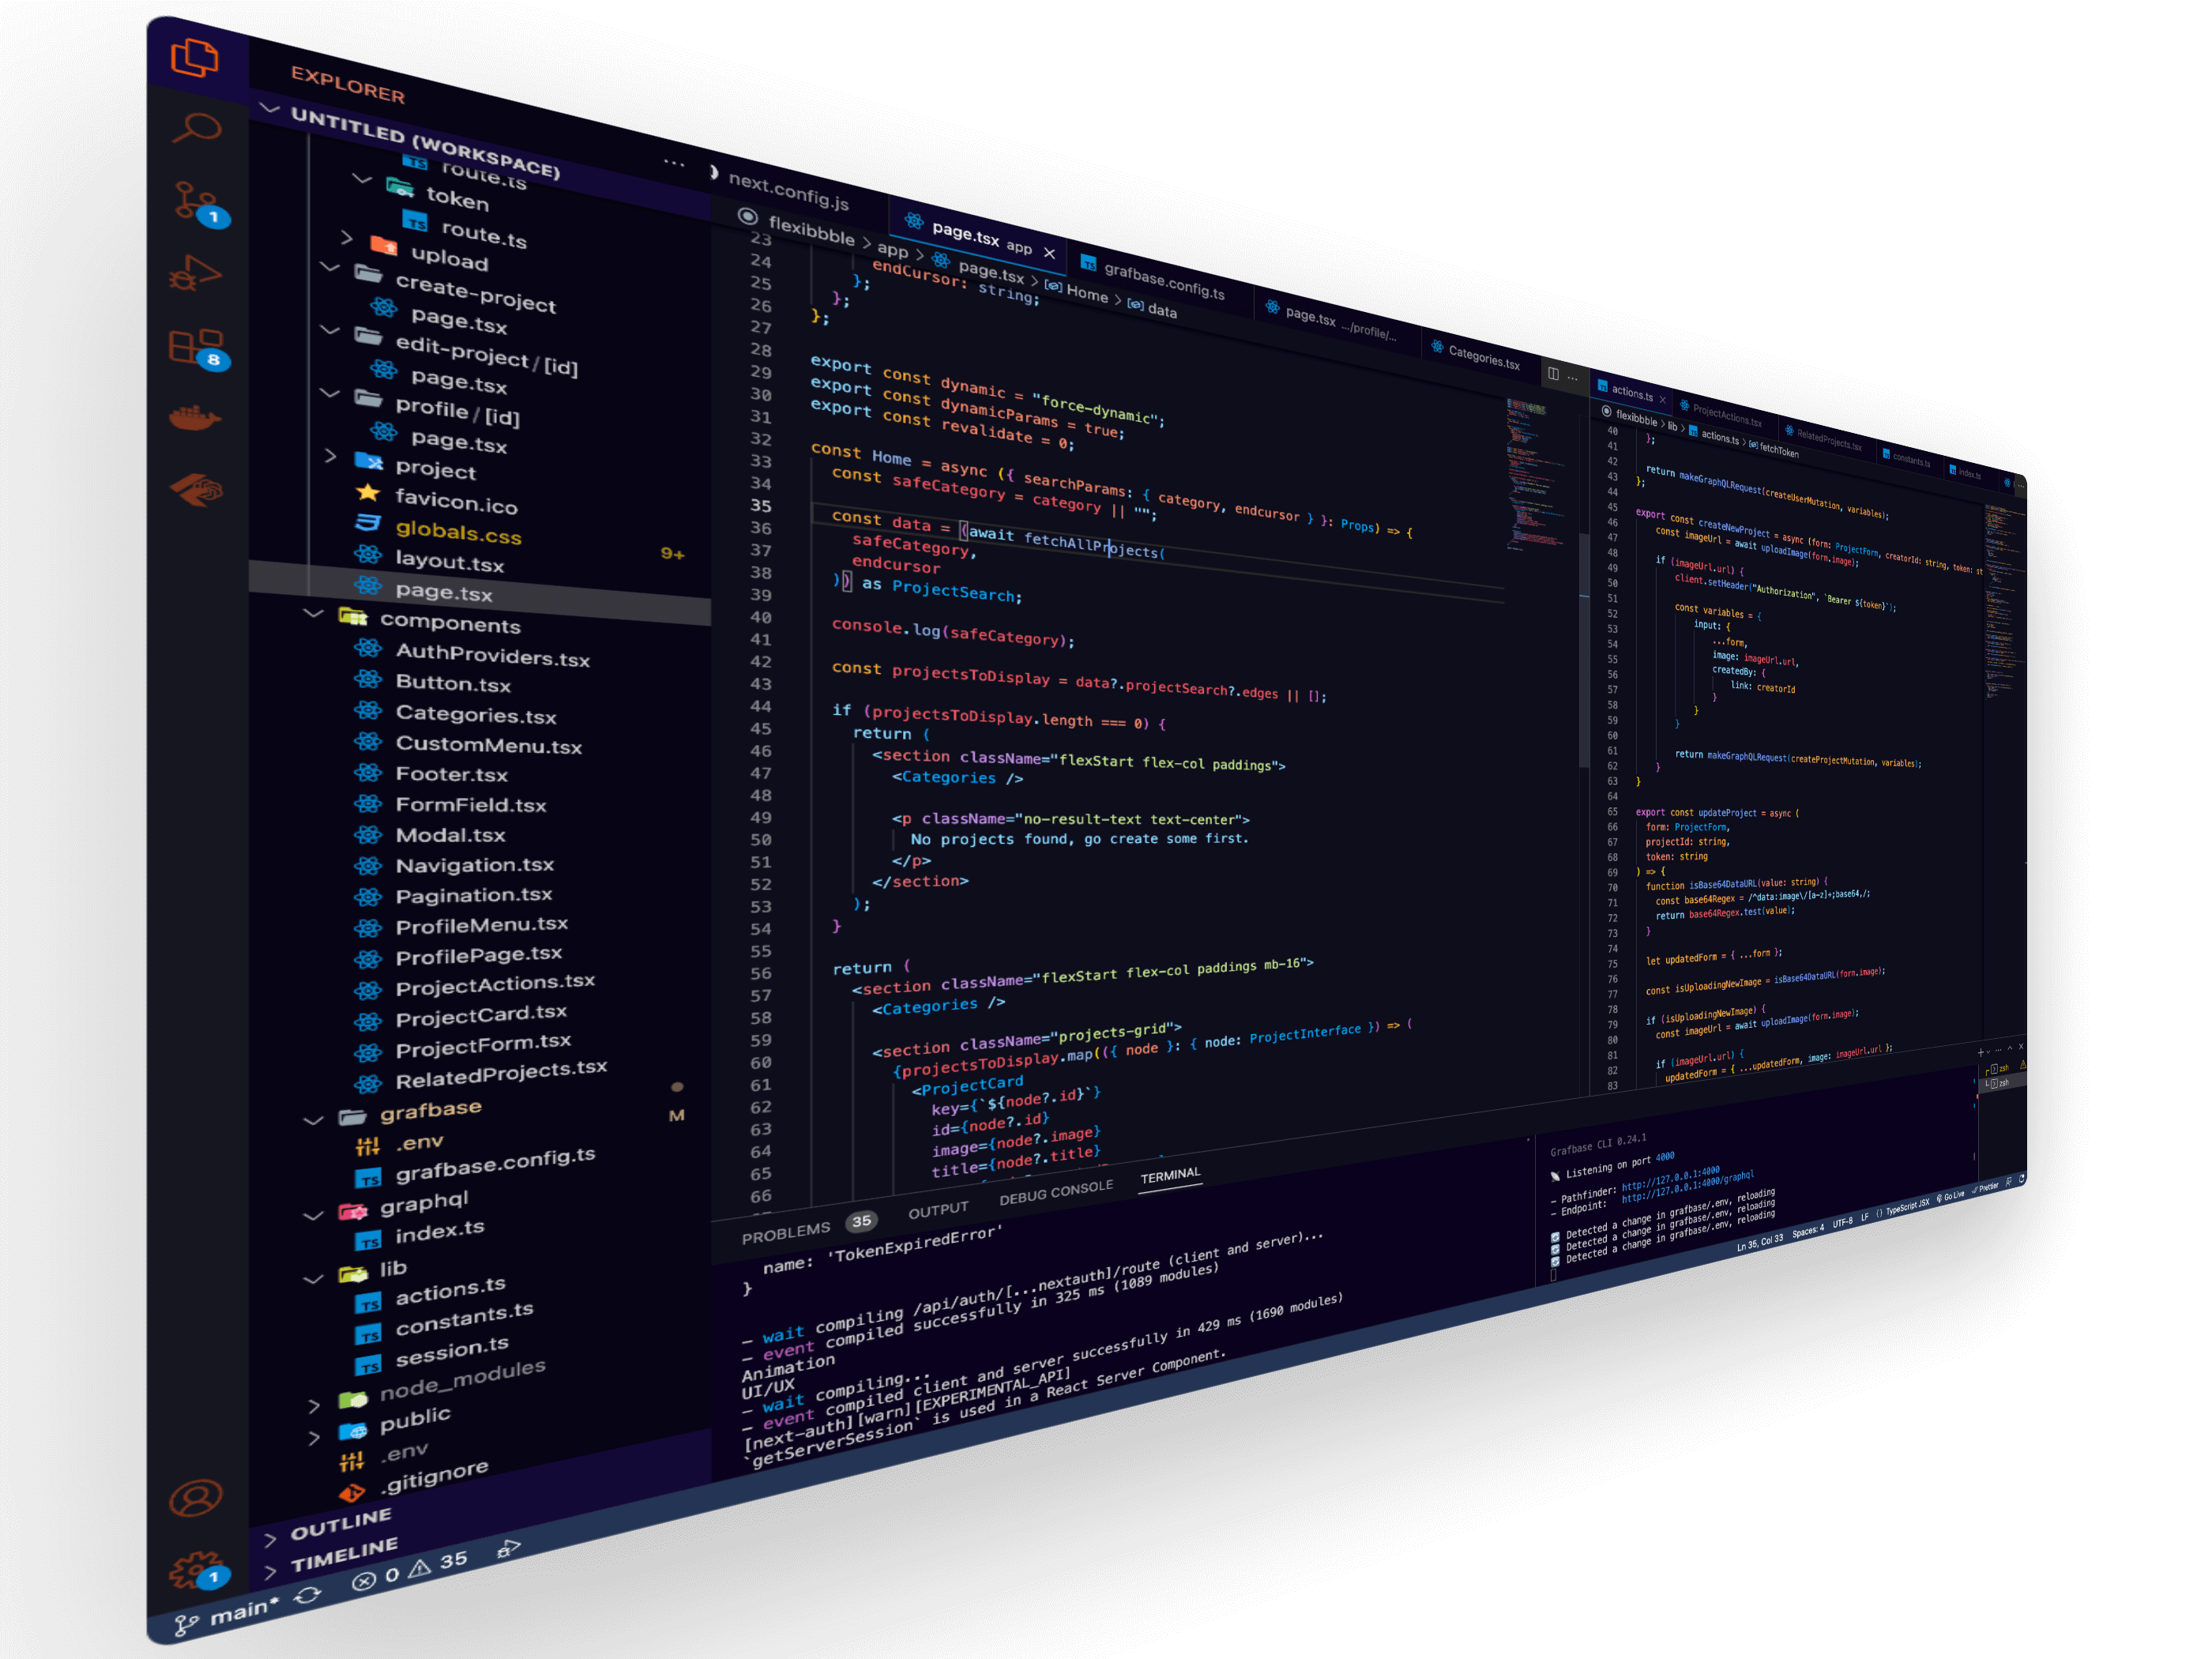 EXPLORER
UNTITLED (WORKSPACE)
route.ts
token
route.ts
upload
create-project
page.tsx
edit-project/[id]
page.tsx
profile/[id]
page.tsx
project
favicon.ico
globals.css 9+
layout.tsx
page.tsx
components
AuthProviders.tsx
Button.tsx
Categories.tsx
CustomMenu.tsx
Footer.tsx
FormField.tsx
Modal.tsx
Navigation.tsx
Pagination.tsx
ProfileMenu.tsx
ProfilePage.tsx
ProjectActions.tsx
ProjectCard.tsx
ProjectForm.tsx
RelatedProjects.tsx
grafbase
.env M
grafbase.config.ts
graphql
index.ts
lib
actions.ts
constants.ts
session.ts
node_modules
public
.env
.gitignore
OUTLINE
TIMELINE
1
8
1
main* 0 35
... next.config.js page.tsx app grafbase.config.ts page.tsx .../profile/... Categories.tsx
flexibbble > app > page.tsx > Home > data
23
24 endCursor: string;
25 };
26 };
27 };
28
29 export const dynamic = "force-dynamic";
30 export const dynamicParams = true;
31 export const revalidate = 0;
32
33 const Home = async ({ searchParams: { category, endcursor } }: Props) => {
34 const safeCategory = category || "";
35
36 const data = (await fetchAllProjects(
37 safeCategory,
38 endcursor
39 )) as ProjectSearch;
40
41 console.log(safeCategory);
42
43 const projectsToDisplay = data?.projectSearch?.edges || [];
44
45 if (projectsToDisplay.length === 0) {
46 return (
47 <section className="flexStart flex-col paddings">
48 <Categories />
49
50 <p className="no-result-text text-center">
51 No projects found, go create some first.
52 </p>
53 </section>
54 );
55 }
56
57 return (
58 <section className="flexStart flex-col paddings mb-16">
59 <Categories />
60
61 <section className="projects-grid">
62 {projectsToDisplay.map(({ node }: { node: ProjectInterface }) => (
63 <ProjectCard
64 key={`${node?.id}`}
65 id={node?.id}
66 image={node?.image}
title={node?.title}
actions.ts ProjectActions.tsx RelatedProjects.tsx constants.ts index.ts
flexibbble > lib > actions.ts > fetchToken
40
41 };
42
43 return makeGraphQLRequest(createUserMutation, variables);
44 };
45
46 export const createNewProject = async (form: ProjectForm, creatorId: string, token: st
47 const imageUrl = await uploadImage(form.image);
48
49 if (imageUrl.url) {
50 client.setHeader("Authorization", `Bearer ${token}`);
51
52 const variables = {
53 input: {
54 ...form,
55 image: imageUrl.url,
56 createdBy: {
57 link: creatorId
58 }
59 }
60 }
61
62 return makeGraphQLRequest(createProjectMutation, variables);
63 }
64 }
65 export const updateProject = async (
66 form: ProjectForm,
67 projectId: string,
68 token: string
69 ) => {
70 function isBase64DataURL(value: string) {
71 const base64Regex = /^data:image\/[a-z]+;base64,/;
72 return base64Regex.test(value);
73 }
74
75 let updatedForm = { ...form };
76
77 const isUploadingNewImage = isBase64DataURL(form.image);
78
79 if (isUploadingNewImage) {
80 const imageUrl = await uploadImage(form.image);
81
82 if (imageUrl.url) {
83 updatedForm = { ...updatedForm, image: imageUrl.url };
PROBLEMS 35 OUTPUT DEBUG CONSOLE TERMINAL
name: 'TokenExpiredError'
}
– wait compiling /api/auth/[...nextauth]/route (client and server)...
– event compiled successfully in 325 ms (1089 modules)
Animation
UI/UX
– wait compiling...
– event compiled client and server successfully in 429 ms (1690 modules)
[next-auth][warn][EXPERIMENTAL_API]
`getServerSession` is used in a React Server Component.
Grafbase CLI 0.24.1
Listening on port 4000
– Pathfinder: http://127.0.0.1:4000
– Endpoint: http://127.0.0.1:4000/graphql
Detected a change in grafbase/.env, reloading
Detected a change in grafbase/.env, reloading
Detected a change in grafbase/.env, reloading
zsh
zsh
Ln 35, Col 33 Spaces: 4 UTF-8 LF {} TypeScript JSX Go Live Prettier